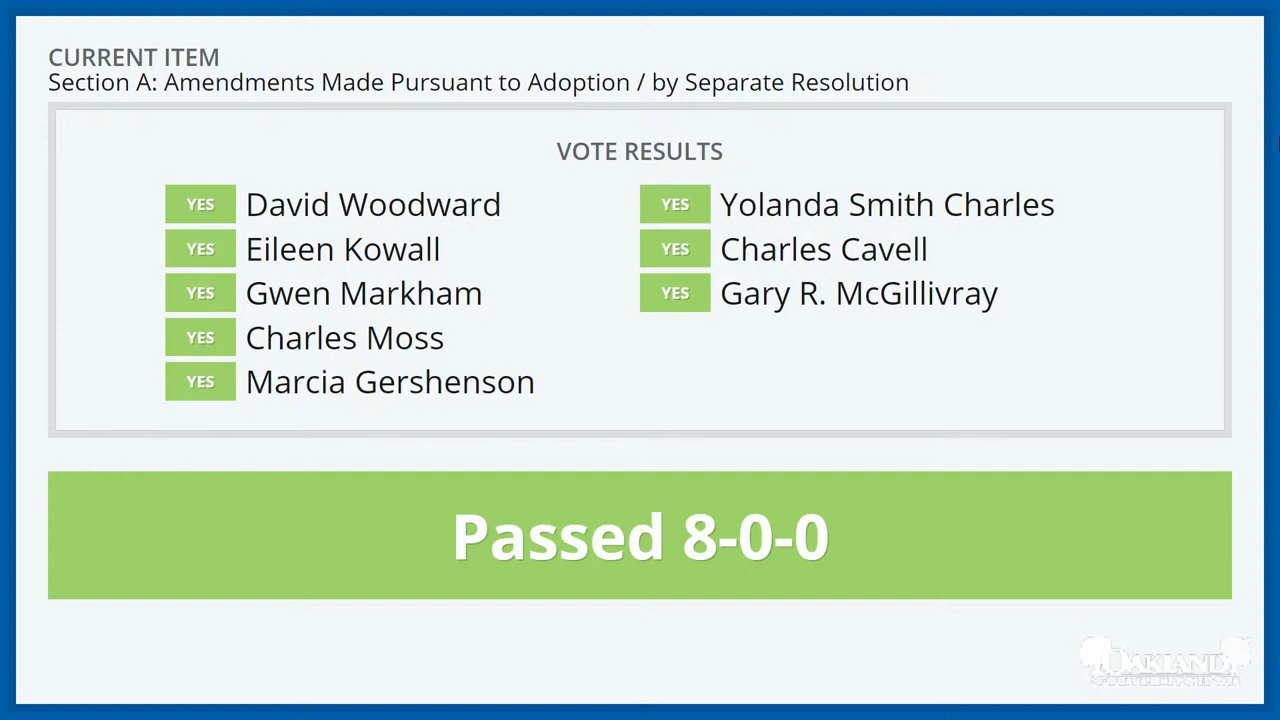 CURRENT ITEM
Section A: Amendments Made Pursuant to Adoption / by Separate Resolution
VOTE RESULTS
YES David Woodward
YES Eileen Kowall
YES Gwen Markham
YES Charles Moss
YES Marcia Gershenson
YES Yolanda Smith Charles
YES Charles Cavell
YES Gary R. McGillivray
Passed 8-0-0
OAKLAND